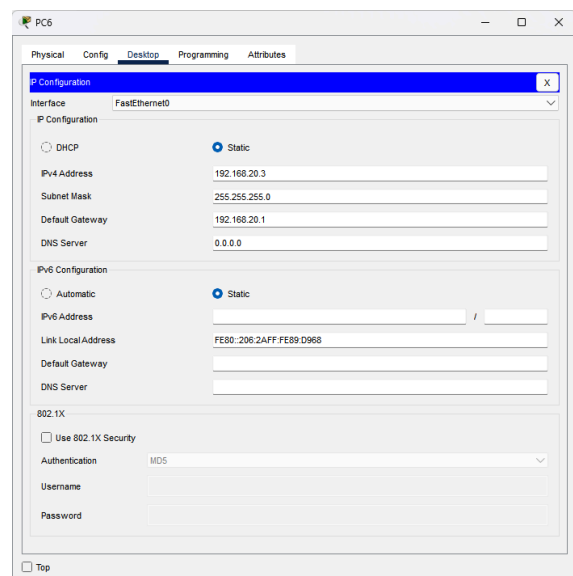 PC6
Physical Config Desktop Programming Attributes
IP Configuration X
Interface FastEthernet0
IP Configuration
DHCP Static
IPv4 Address 192.168.20.3
Subnet Mask 255.255.255.0
Default Gateway 192.168.20.1
DNS Server 0.0.0.0
IPv6 Configuration
Automatic Static
IPv6 Address /
Link Local Address FE80::206:2AFF:FE89:D968
Default Gateway
DNS Server
802.1X
Use 802.1X Security
Authentication MD5
Username
Password
Top